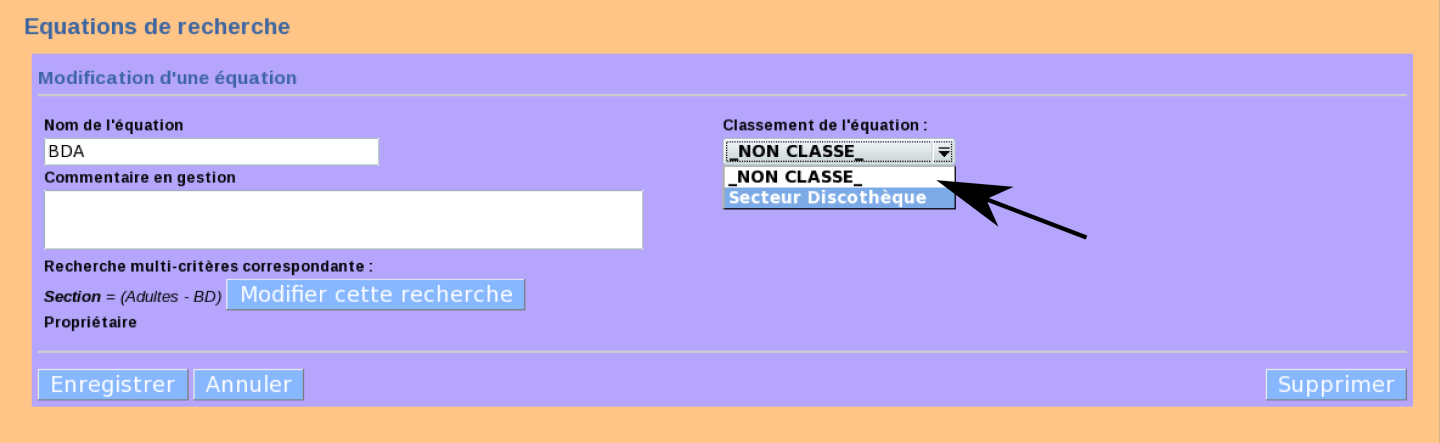 Equations de recherche
Modification d'une équation
Nom de l'équation
BDA
Classement de l'équation :
_NON CLASSE_
_NON CLASSE_
Secteur Discothèque
Commentaire en gestion
Recherche multi-critères correspondante :
Section = (Adultes - BD) Modifier cette recherche
Propriétaire
Enregistrer Annuler Supprimer